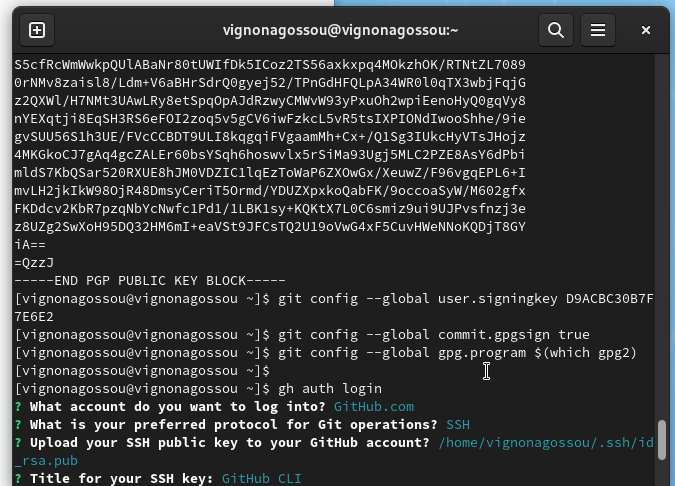 vignonagossou@vignonagossou:~
S5cfRcWmWwkpQUlABaNr80tUWIfDk5ICoz2TS56axkxpq4MOkzhOK/RTNtZL7089
0rNMv8zaisl8/Ldm+V6aBHrSdrQ0gyej52/TPnGdHFQLpA34WR0l0qTX3wbjFqjG
z2QXWl/H7NMt3UAwLRy8etSpqOpAJdRzwyCMWvW93yPxuOh2wpiEenoHyQ0gqVy8
nYEXqtji8EqSH3RS6eFOI2zoq5v5gCV6iwFzkcL5vR5tsIXPIONdIwooShhe/9ie
gvSUU56S1h3UE/FVcCCBDT9ULI8kqgqiFVgaamMh+Cx+/Q1Sg3IUkcHyVTsJHojz
4MKGkoCJ7gAq4gcZALEr60bsYSqh6hoswvlx5rSiMa93Ugj5MLC2PZE8AsY6dPbi
mldS7KbQSar520RXUE8hJM0VDZIC1lqEzToWaP6ZXOwGx/XeuwZ/F96vgqEPL6+I
mvLH2jkIkW98OjR48DmsyCeriT5Ormd/YDUZXpxkoQabFK/9occoaSyW/M602gfx
FKDdcv2KbR7pzqNbYcNwfc1Pd1/1LBK1sy+KQKtX7L0C6smiz9ui9UJPvsfnzj3e
z8UZg2SwXoH95DQ32HM6mI+eaVSt9JFCsTQ2U19oVwG4xF5CuvHWeNNoKQDjT8GY
iA==
=QzzJ
-----END PGP PUBLIC KEY BLOCK-----
[vignonagossou@vignonagossou ~]$ git config --global user.signingkey D9ACBC30B7F
7E6E2
[vignonagossou@vignonagossou ~]$ git config --global commit.gpgsign true
[vignonagossou@vignonagossou ~]$ git config --global gpg.program $(which gpg2)
[vignonagossou@vignonagossou ~]$
[vignonagossou@vignonagossou ~]$ gh auth login
? What account do you want to log into? GitHub.com
? What is your preferred protocol for Git operations? SSH
? Upload your SSH public key to your GitHub account? /home/vignonagossou/.ssh/id
_rsa.pub
? Title for your SSH key: GitHub CLI